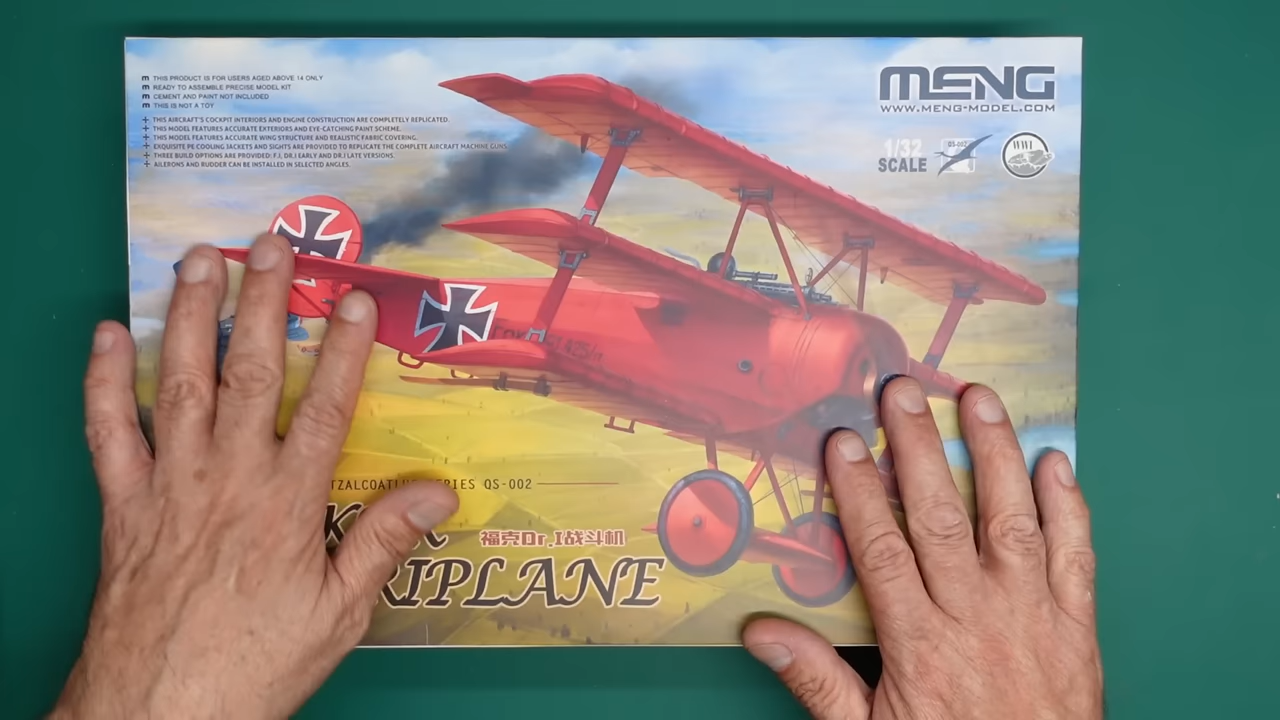 THIS PRODUCT IS FOR USERS AGED ABOVE 14 ONLY
READY TO ASSEMBLE PRECISE MODEL KIT
CEMENT AND PAINT NOT INCLUDED
THIS IS NOT A TOY
THIS AIRCRAFT'S COCKPIT INTERIORS AND ENGINE CONSTRUCTION ARE COMPLETELY REPLICATED.
THIS MODEL FEATURES ACCURATE EXTERIORS AND EYE-CATCHING PAINT SCHEME.
THIS MODEL FEATURES ACCURATE WING STRUCTURE AND REALISTIC FABRIC COVERING.
EXQUISITE PE COOLING JACKETS AND SIGHTS ARE PROVIDED TO REPLICATE THE COMPLETE AIRCRAFT MACHINE GUNS.
THREE BUILD OPTIONS ARE PROVIDED: F.I, DR.I EARLY AND DR.I LATE VERSIONS.
AILERONS AND RUDDER CAN BE INSTALLED IN SELECTED ANGLES.
MENG
WWW.MENG-MODEL.COM
1/32
SCALE
QS-002
WWI
QS-002
福克Dr.I战斗机
RIPLANE